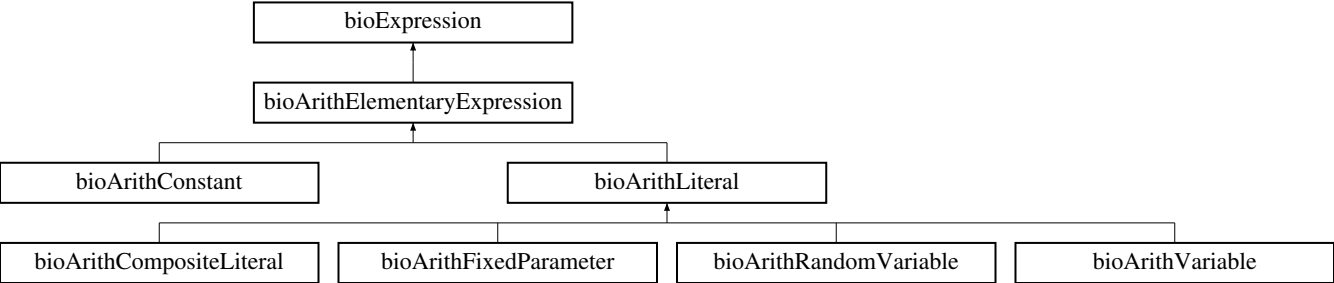 bioExpression
bioArithElementaryExpression
bioArithConstant
bioArithLiteral
bioArithCompositeLiteral
bioArithFixedParameter
bioArithRandomVariable
bioArithVariable